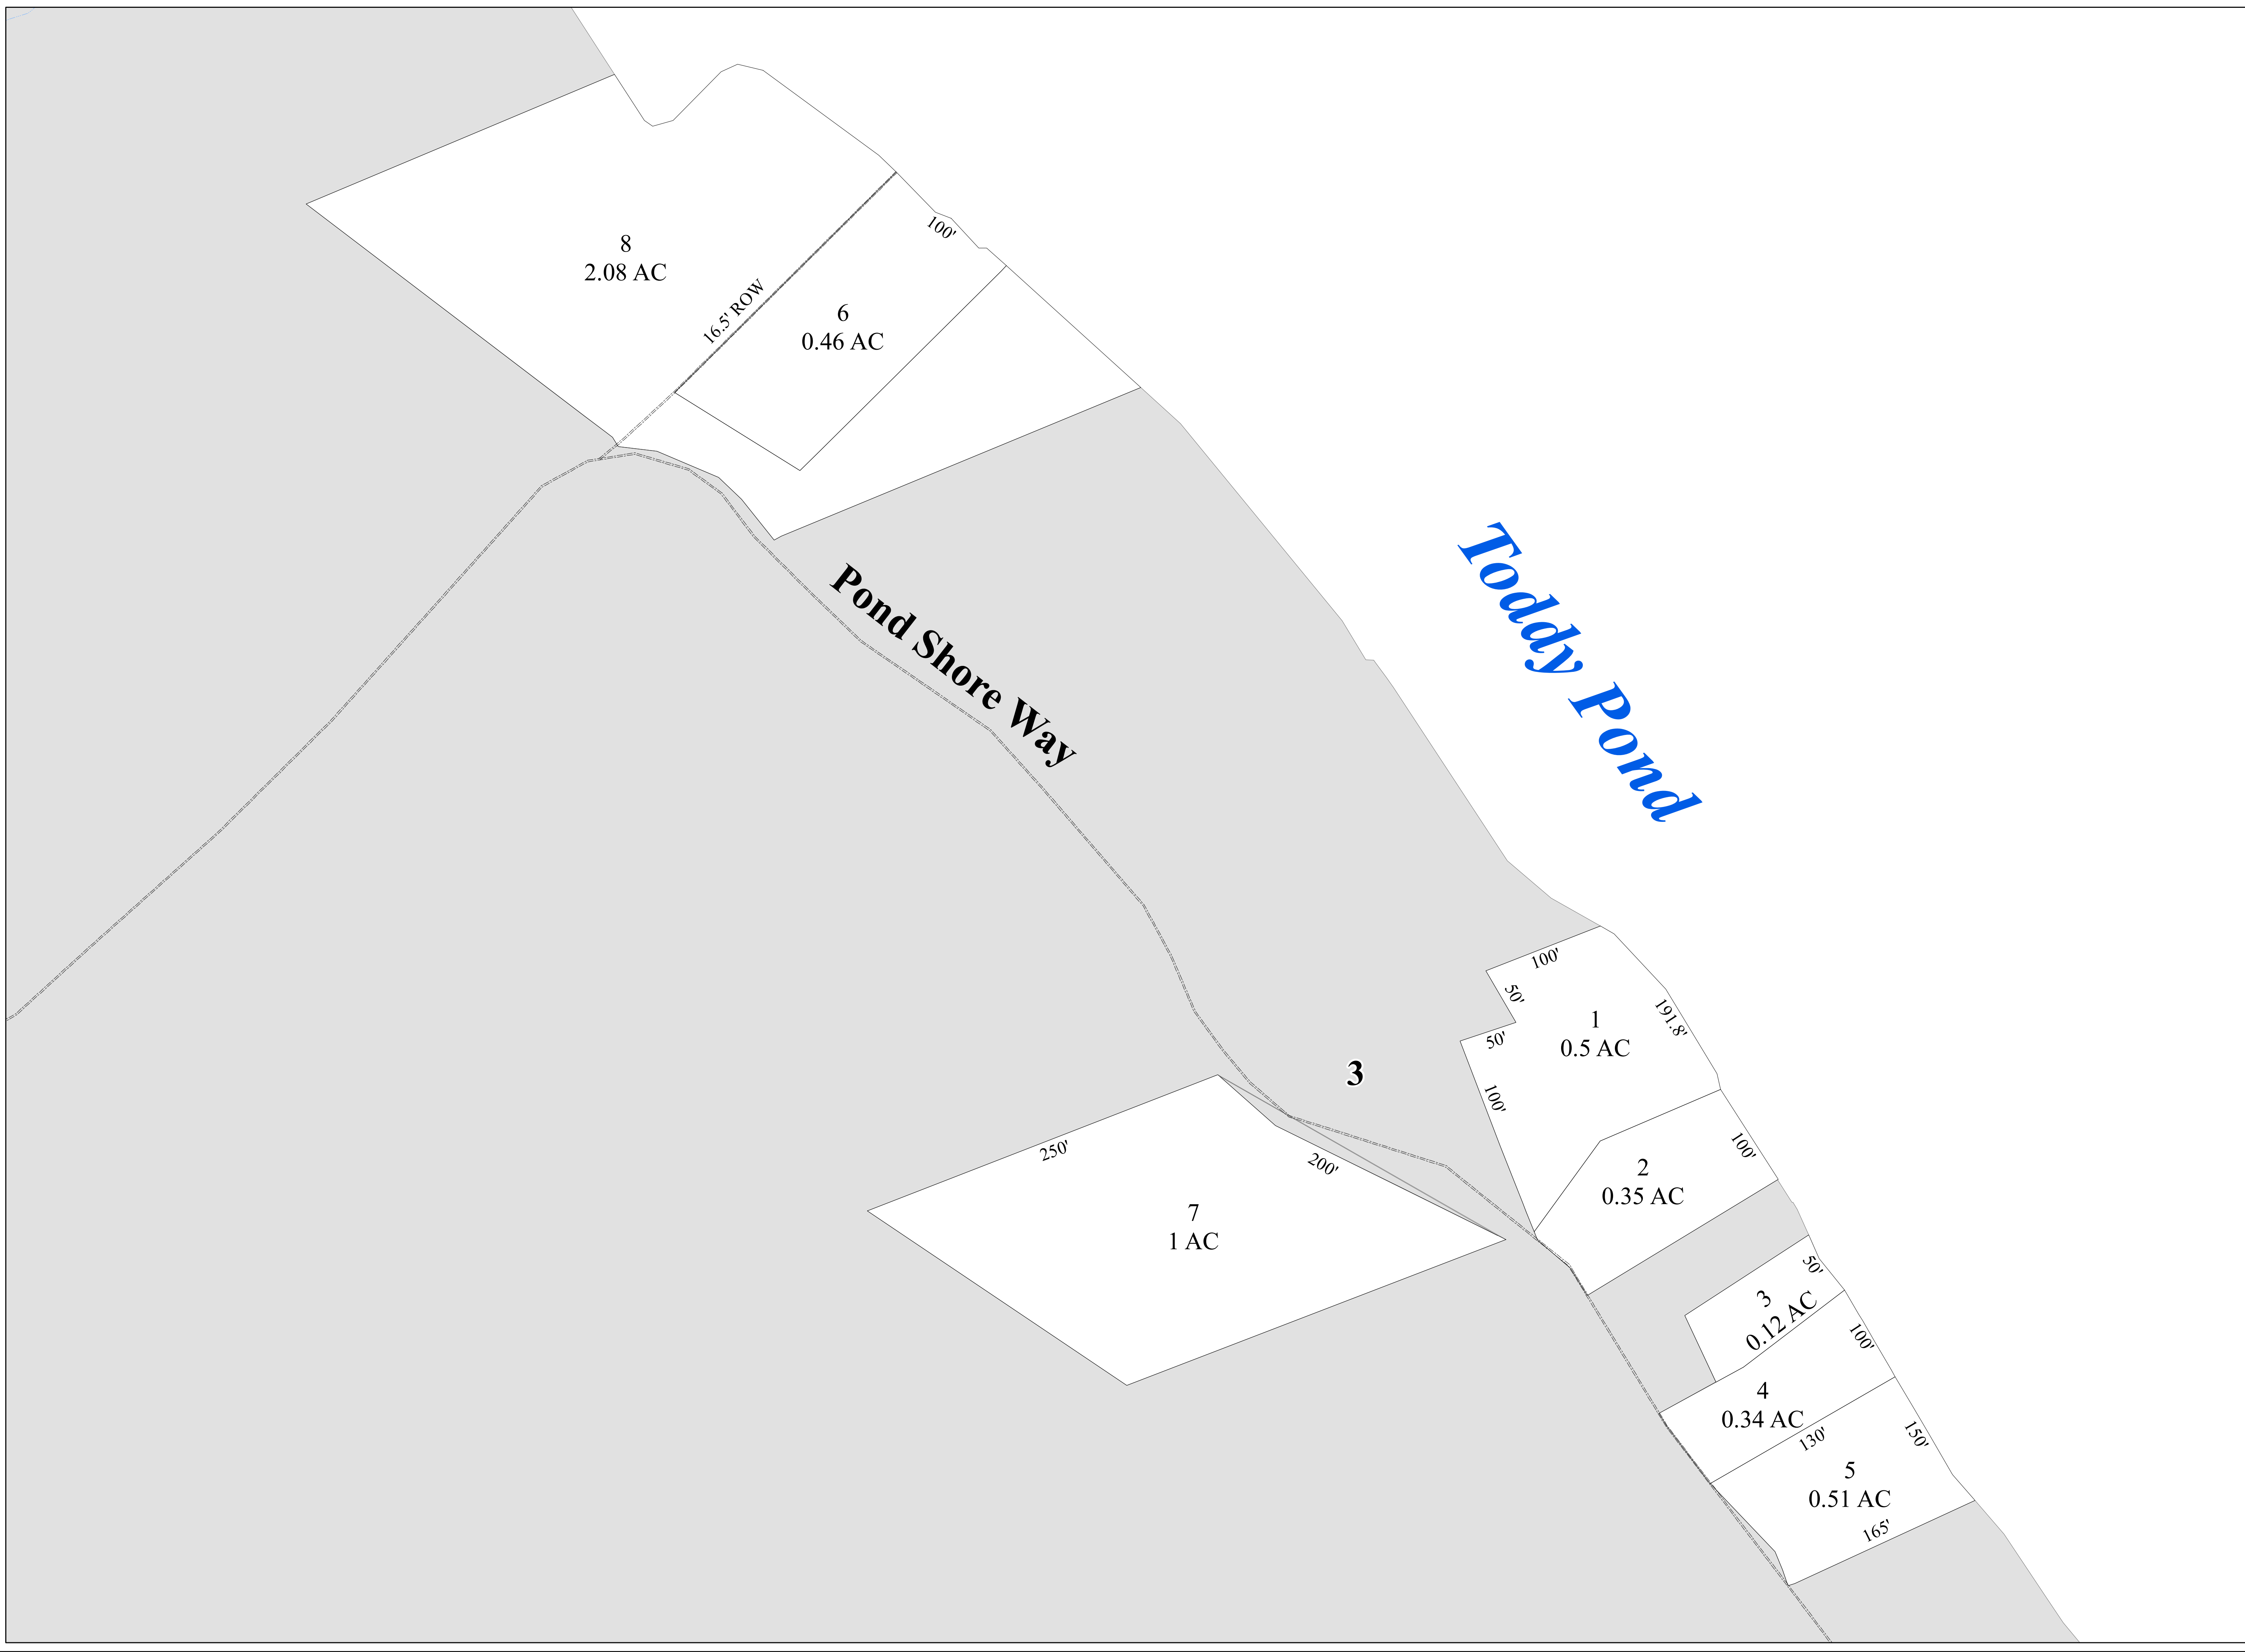 100'
8
2.08 AC
16.5' ROW
6
0.46 AC
Toddy Pond
Pond Shore Way
100'
50'
191.8'
1
0.5 AC
50'
3
100'
250'
200'
100'
2
0.35 AC
7
1 AC
50'
3
0.12 AC
100'
4
0.34 AC
130'
150'
5
0.51 AC
165'